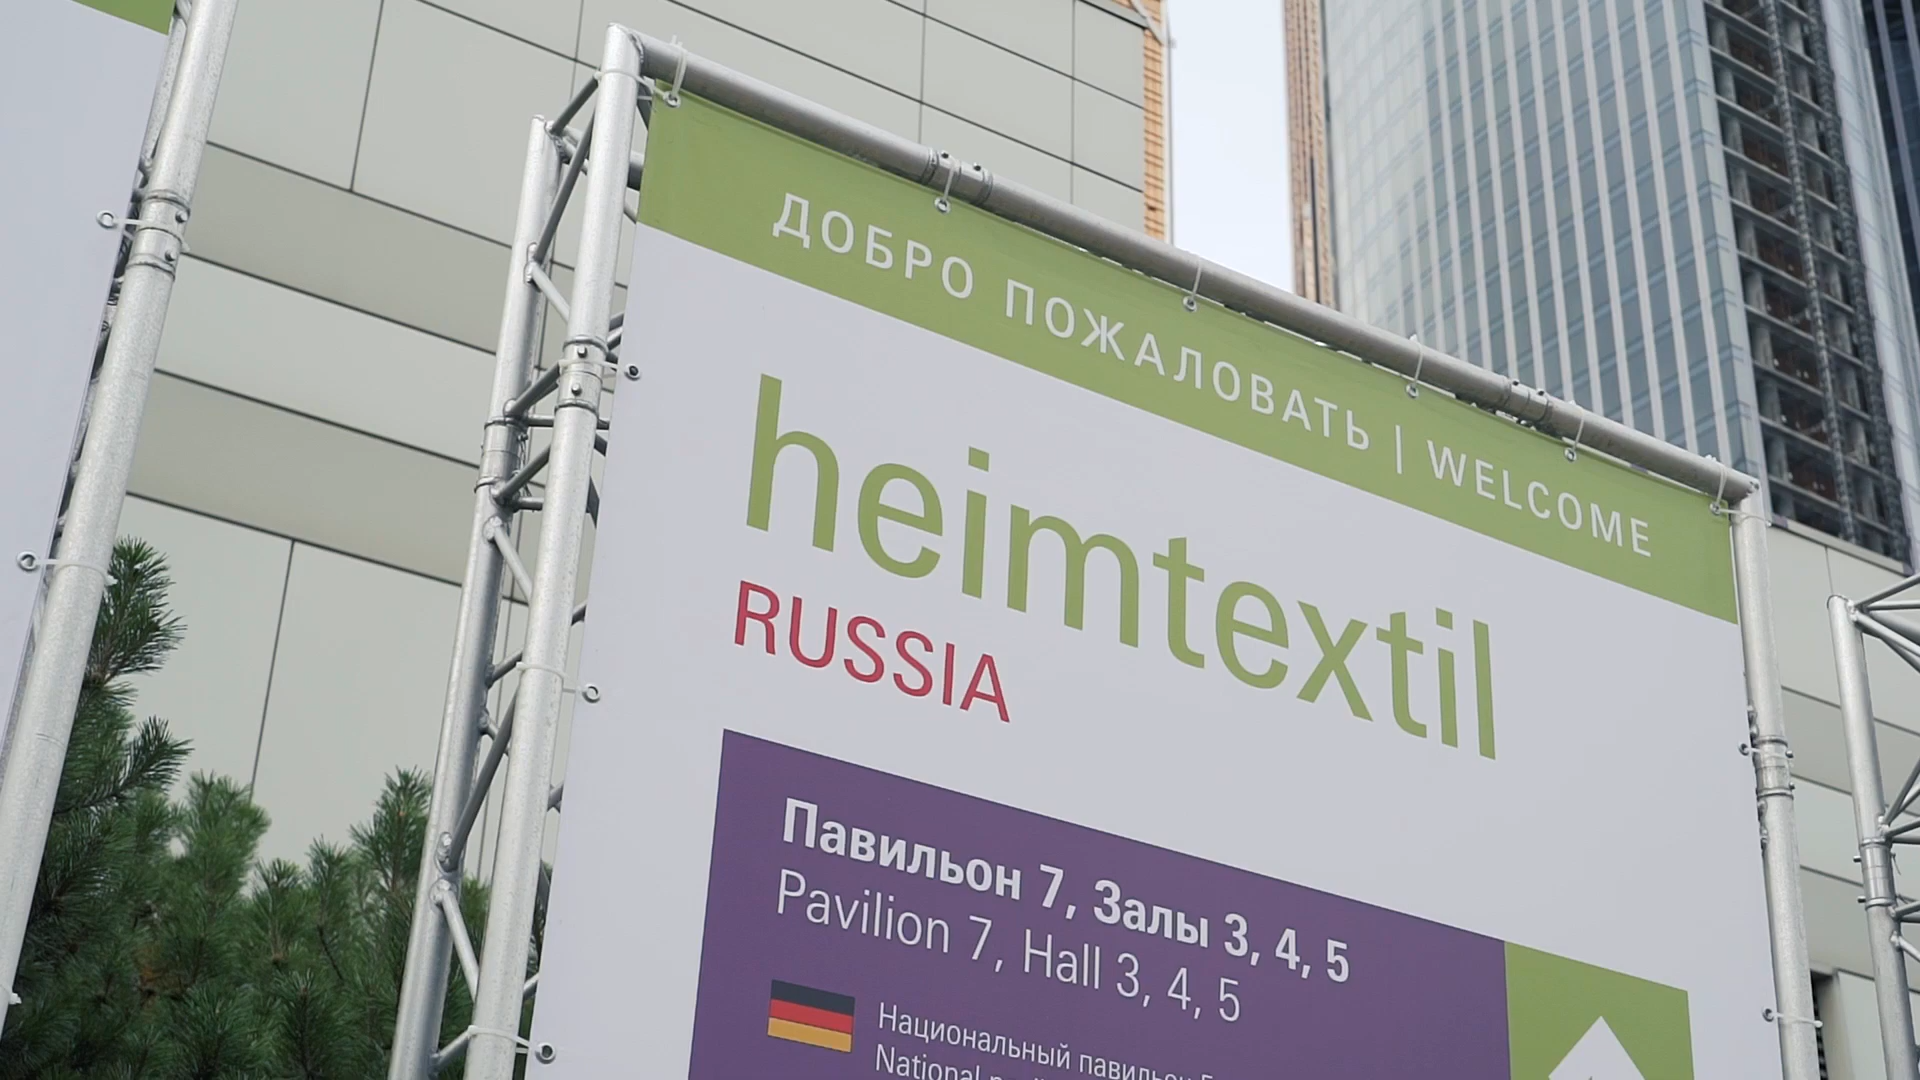 ДОБРО ПОЖАЛОВАТЬ | WELCOME
heimtextil
RUSSIA
Павильон 7, Залы 3, 4, 5
Pavilion 7, Hall 3, 4, 5
Национальный павильон
National